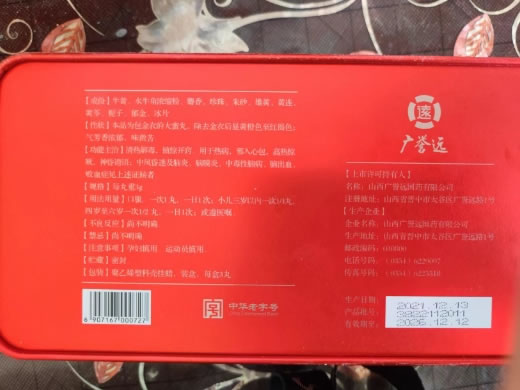 【成份】牛黄、水牛角浓缩粉、麝香、珍珠、朱砂、雄黄、黄连、
黄芩、栀子、郁金、冰片
【性状】本品为包金衣的大蜜丸，除去金衣后显黄橙色至红褐色；
气芳香浓郁，味微苦
【功能主治】清热解毒，镇惊开窍。用于热病，邪入心包，高热惊
厥，神昏谵语；中风昏迷及脑炎、脑膜炎、中毒性脑病、脑出血、
败血症见上述证候者
【规格】每丸重3g
【用法用量】口服，一次1丸，一日1次；小儿三岁以内一次1/4丸，
四岁至六岁一次1/2丸，一日1次；或遵医嘱。
【不良反应】尚不明确
【禁忌】尚不明确
【注意事项】孕妇慎用 运动员慎用
【贮藏】密封
【包装】聚乙烯塑料壳挂蜡，装盒，每盒3丸
6 907167 000727
中华老字号
China Time-honored Brand
远
广誉远
【上市许可持有人】
名称：山西广誉远国药有限公司
注册地址：山西省晋中市太谷区广誉远路1号
【生产企业】
企业名称：山西广誉远国药有限公司
生产地址：山西省晋中市太谷区广誉远路1号
邮政编码：030800
电话号码：(0354) 
传真号码：(0354) 
生产日期： 2021.12.13
产品批号：
有效期至： 2026.12.12